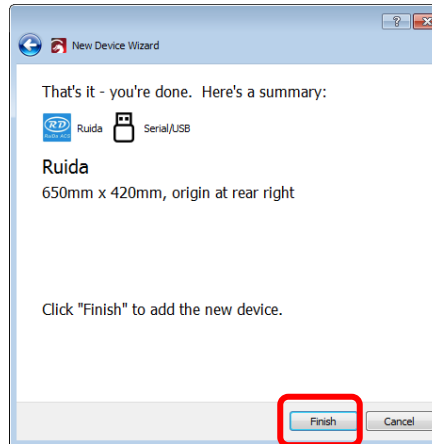 ?
New Device Wizard
That's it - you're done. Here's a summary:
RD
Ruida Serial/USB
Ruida
650mm x 420mm, origin at rear right
Click "Finish" to add the new device.
Finish Cancel